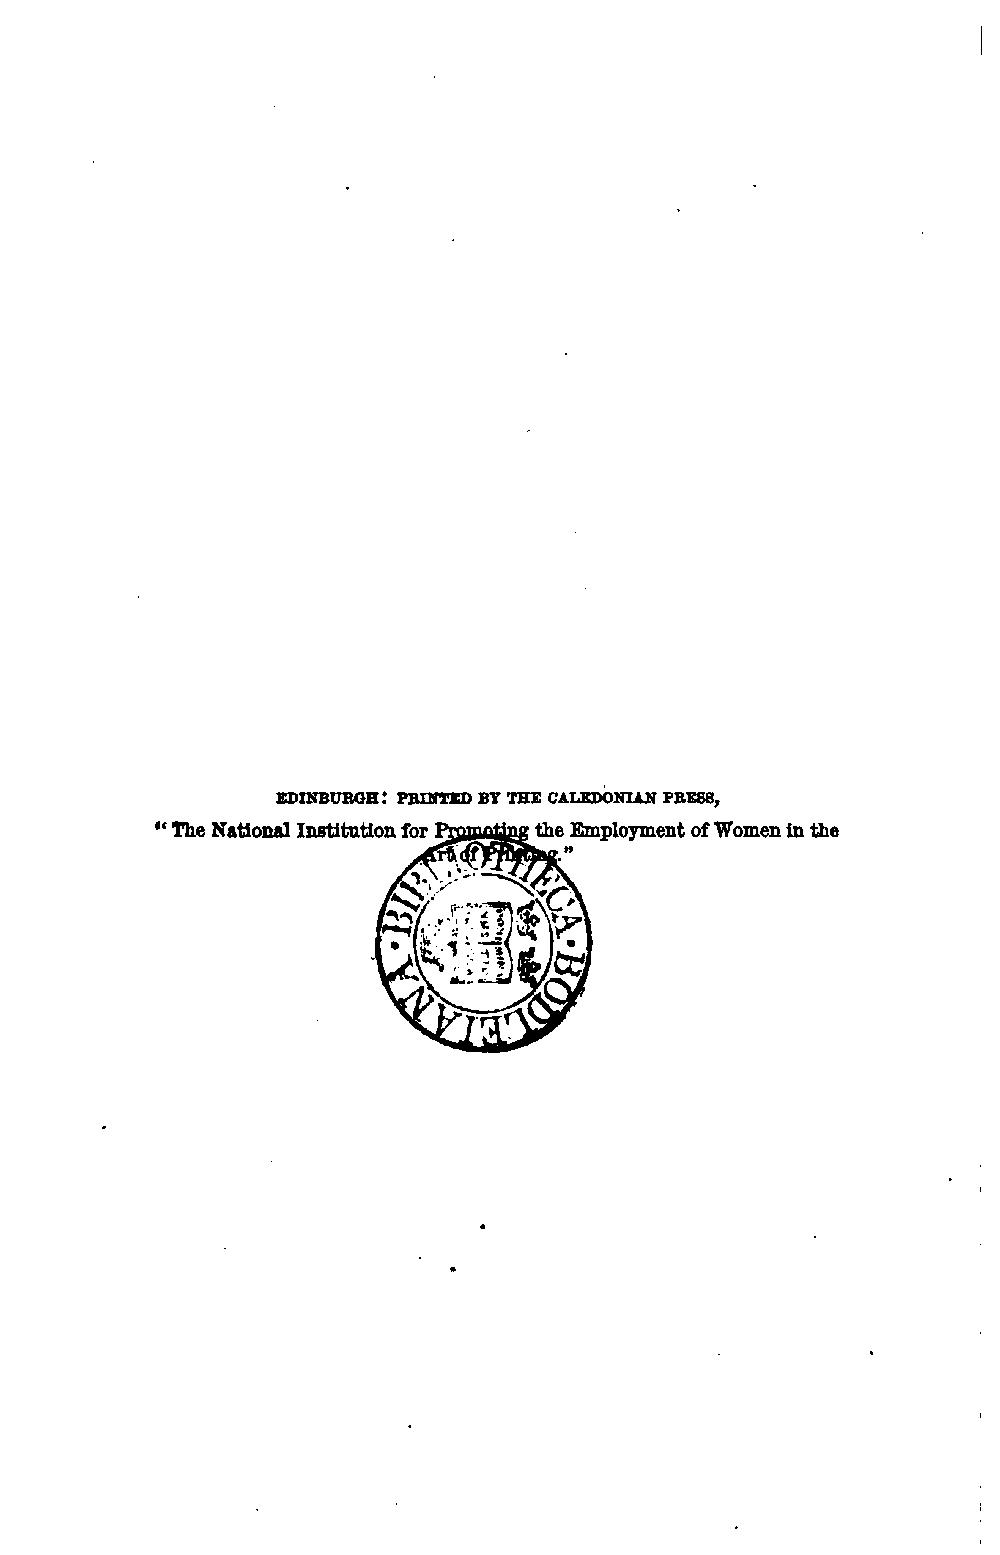 EDINBURGH: PRINTED BY THE CALEDONIAN PRESS,
“The National Institution for Promoting the Employment of Women in the
Art of Printing.”
BIBLIOTHECA · BODLEIANA ·